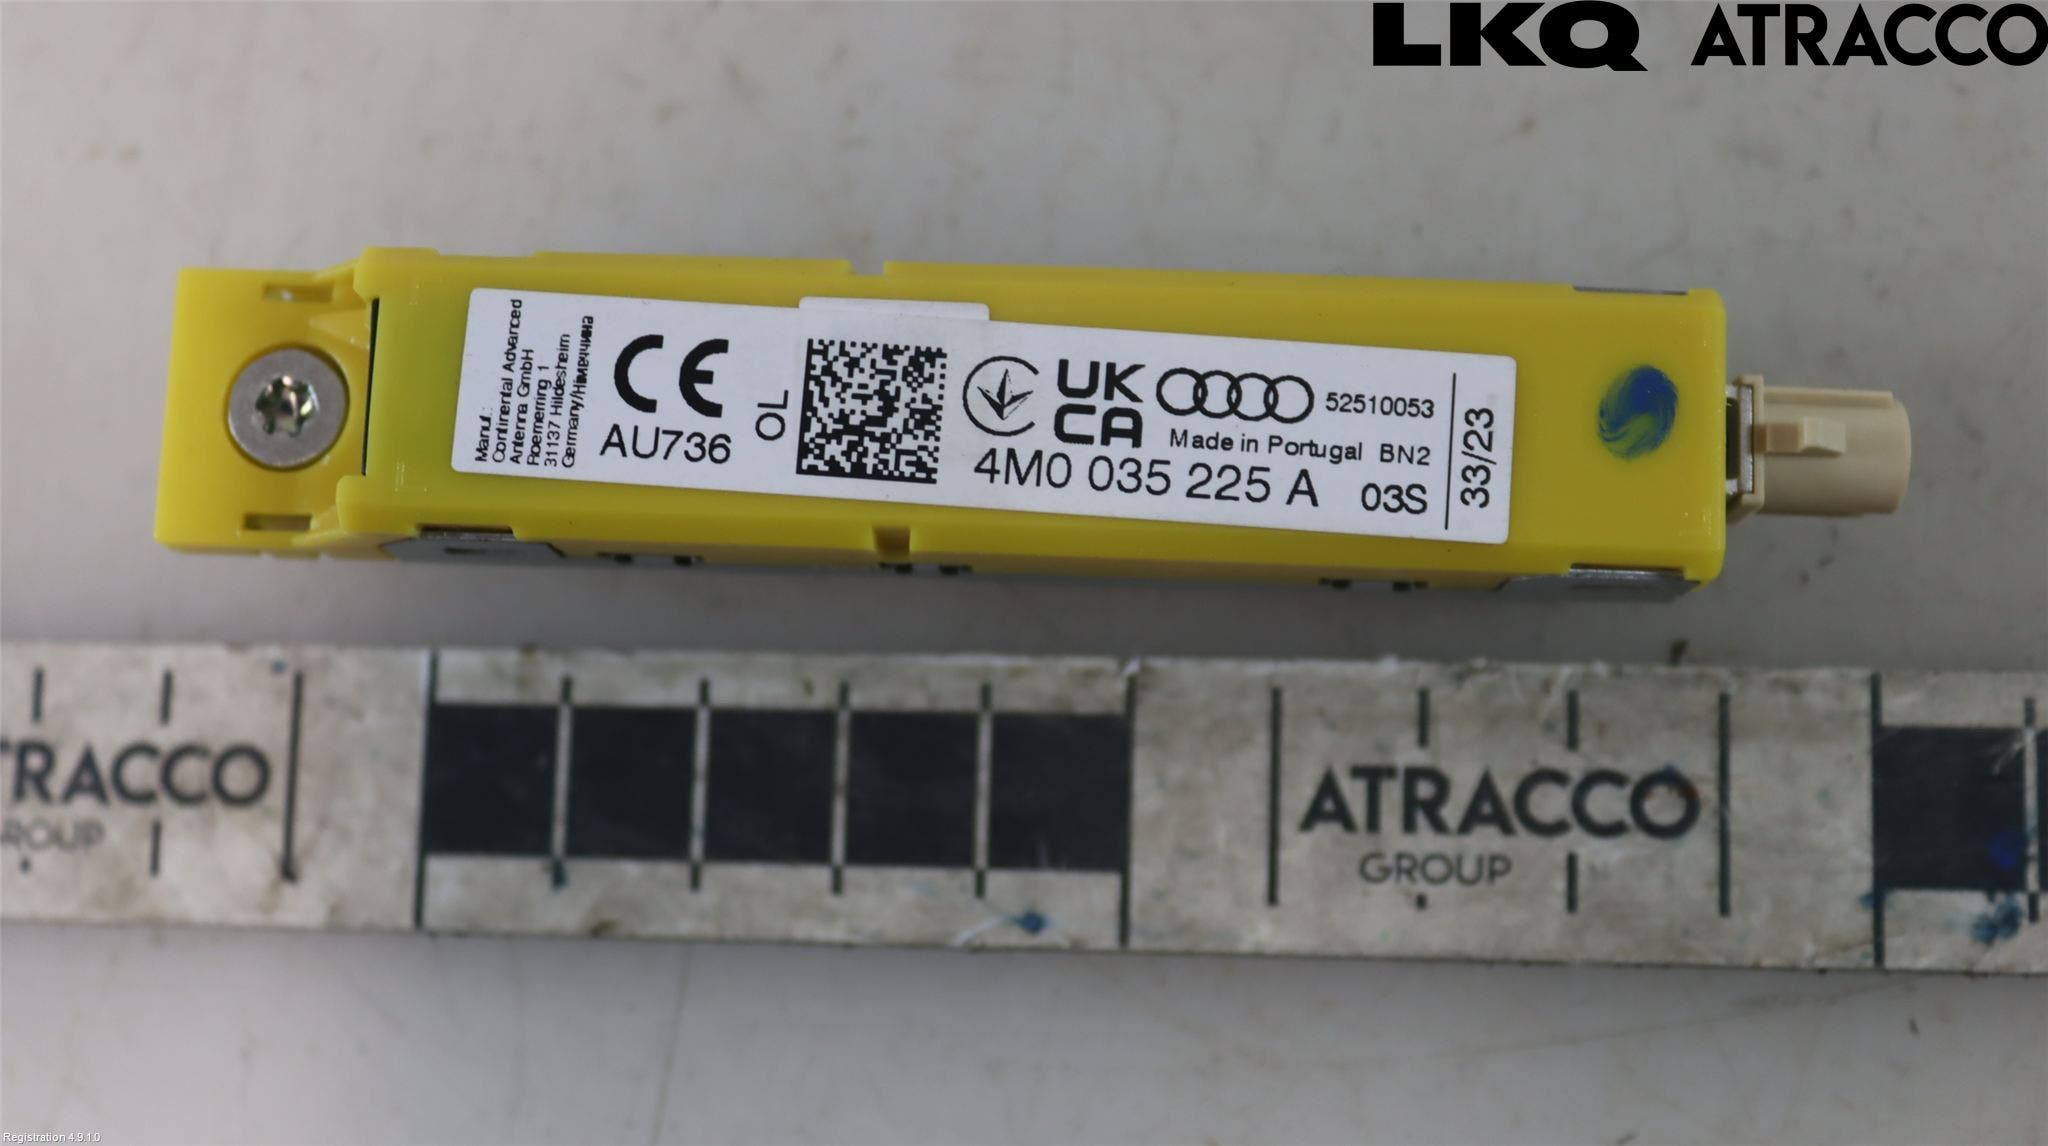 LKQ ATRACCO
Manuf.:
Continental Advanced
Antenna GmbH
Roemerring 1
31137 Hildesheim
Germany/Німеччина
CE
AU736
OL
UK
CA
52510053
Made in Portugal BN2
4M0 035 225 A 03S
33/23
TRACCO
ROUP
ATRACCO
GROUP
Registration 4.9.1.0